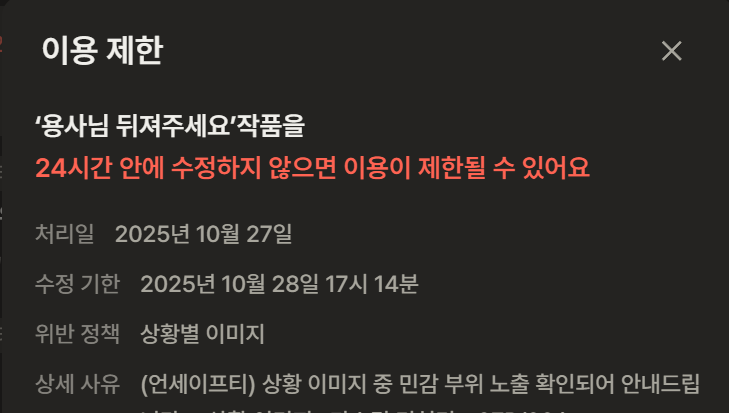 이용 제한
‘용사님 뒤져주세요’작품을
24시간 안에 수정하지 않으면 이용이 제한될 수 있어요
처리일 2025년 10월 27일
수정 기한 2025년 10월 28일 17시 14분
위반 정책 상황별 이미지
상세 사유 (언세이프티) 상황 이미지 중 민감 부위 노출 확인되어 안내드립